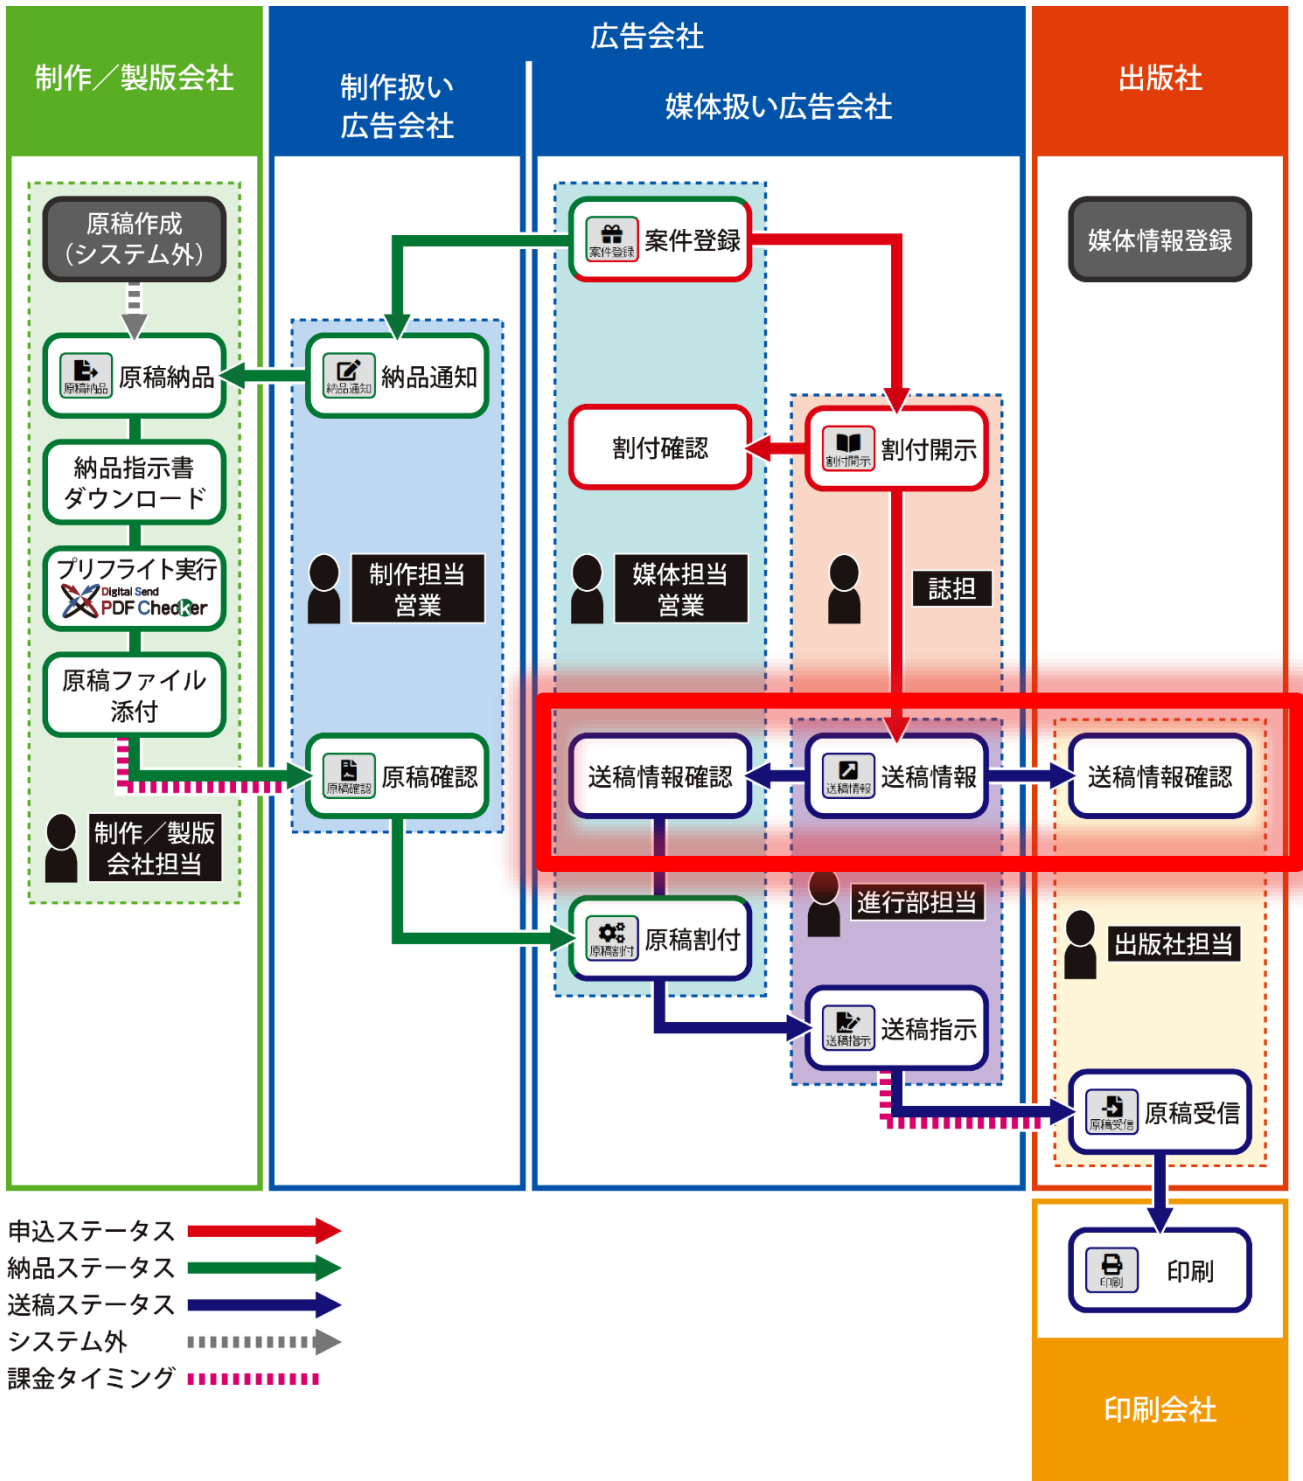 広告会社
制作／製版会社
制作扱い
広告会社
媒体扱い広告会社
出版社
原稿作成
（システム外）
案件登録
案件登録
媒体情報登録
原稿納品
原稿納品
納品通知
納品通知
割付確認
割付開示
割付開示
納品指示書
ダウンロード
プリフライト実行
Digital Send
PDF Checker
制作担当
営業
媒体担当
営業
誌担
原稿ファイル
添付
原稿確認
原稿確認
送稿情報確認
送稿情報
送稿情報
送稿情報確認
制作／製版
会社担当
進行部担当
原稿割付
原稿割付
出版社担当
送稿指示
送稿指示
原稿受信
原稿受信
申込ステータス
納品ステータス
送稿ステータス
システム外
課金タイミング
印刷
印刷
印刷会社